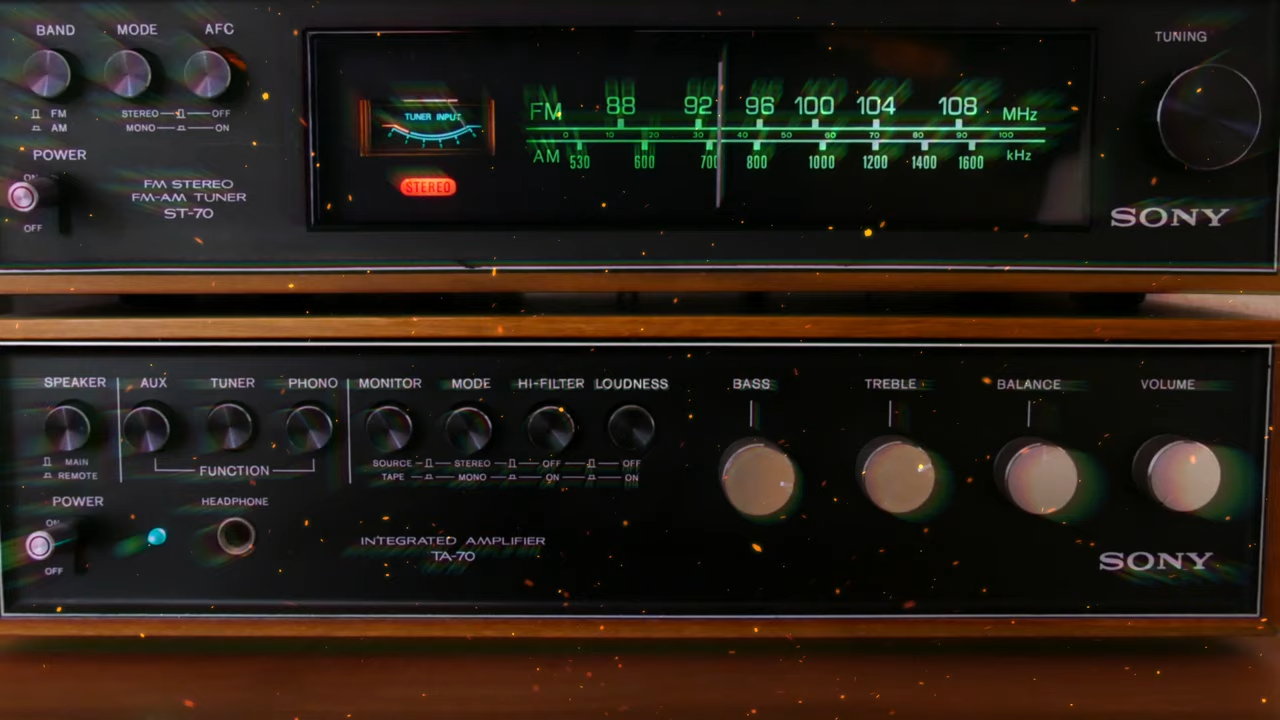 BAND MODE AFC
TUNING
FM STEREO OFF
AM MONO ON
POWER
ON
OFF
FM STEREO
FM-AM TUNER
ST-70
TUNER INPUT
STEREO
FM 88 92 96 100 104 108 MHz
0 10 20 30 40 50 60 70 80 90 100
AM 530 600 700 800 1000 1200 1400 1600 kHz
SONY
SPEAKER AUX TUNER PHONO MONITOR MODE HI-FILTER LOUDNESS BASS TREBLE BALANCE VOLUME
MAIN
REMOTE
FUNCTION
SOURCE STEREO OFF OFF
TAPE MONO ON ON
POWER
ON
OFF
HEADPHONE
INTEGRATED AMPLIFIER
TA-70
SONY